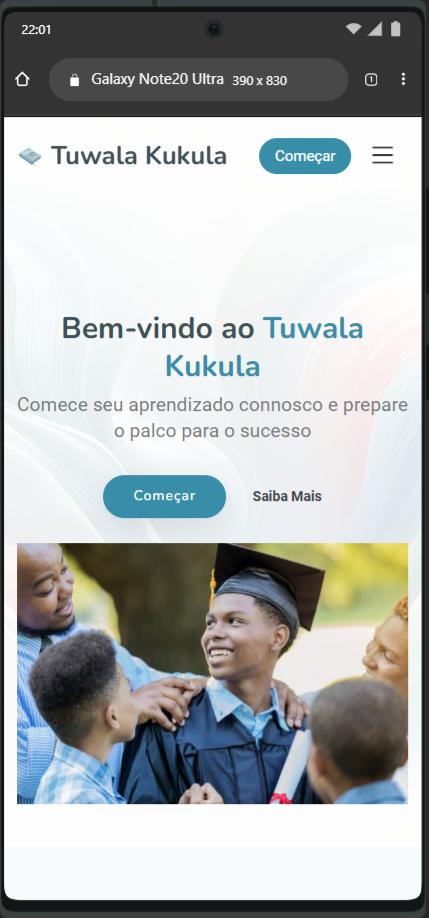 22:01
Galaxy Note20 Ultra 390 x 830
1
Tuwala Kukula
Começar
Bem-vindo ao Tuwala
Kukula
Comece seu aprendizado connosco e prepare
o palco para o sucesso
Começar
Saiba Mais